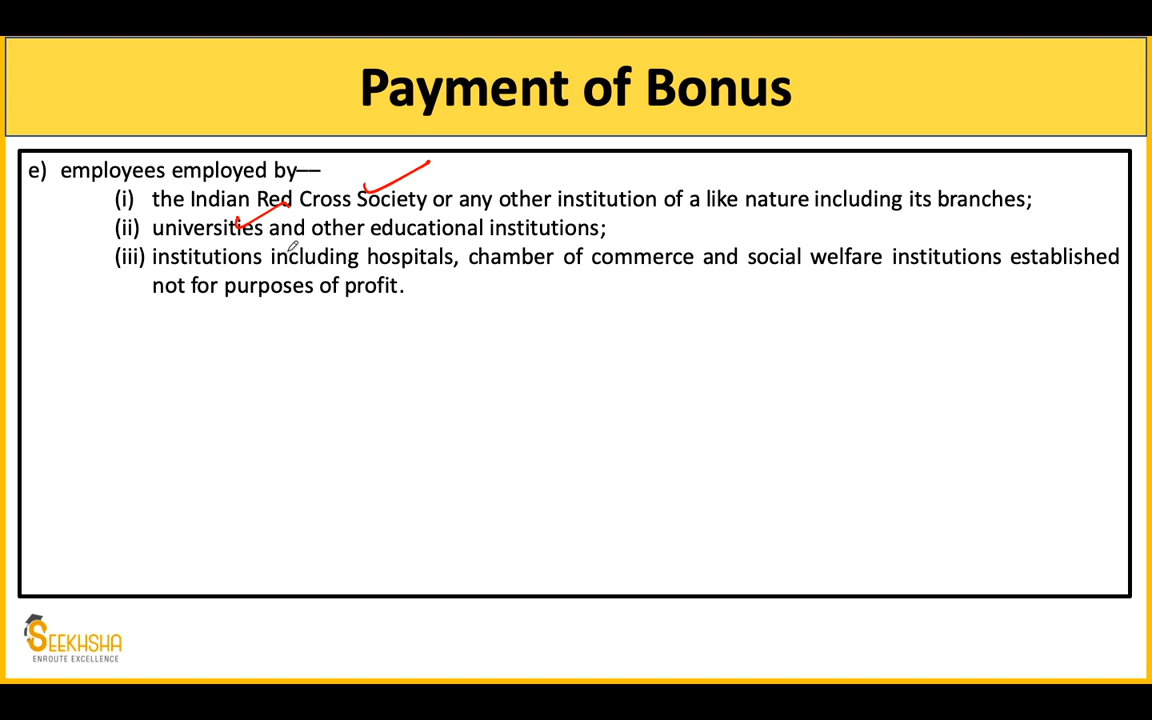 Payment of Bonus
e) employees employed by—
(i) the Indian Red Cross Society or any other institution of a like nature including its branches;
(ii) universities and other educational institutions;
(iii) institutions including hospitals, chamber of commerce and social welfare institutions established
not for purposes of profit.
SEEKHSHA
ENROUTE EXCELLENCE